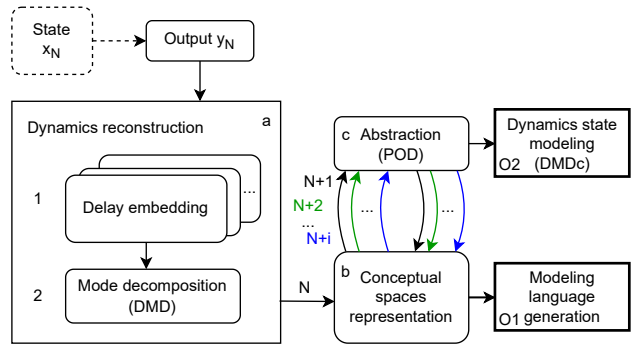 State
x_N
Output y_N
Dynamics reconstruction
a
1
Delay embedding
...
2
Mode decomposition
(DMD)
N
c
Abstraction
(POD)
N+1
N+2
...
N+i
...
...
b
Conceptual
spaces
representation
Dynamics state
modeling
(DMDc)
O2
Modeling
language
generation
O1